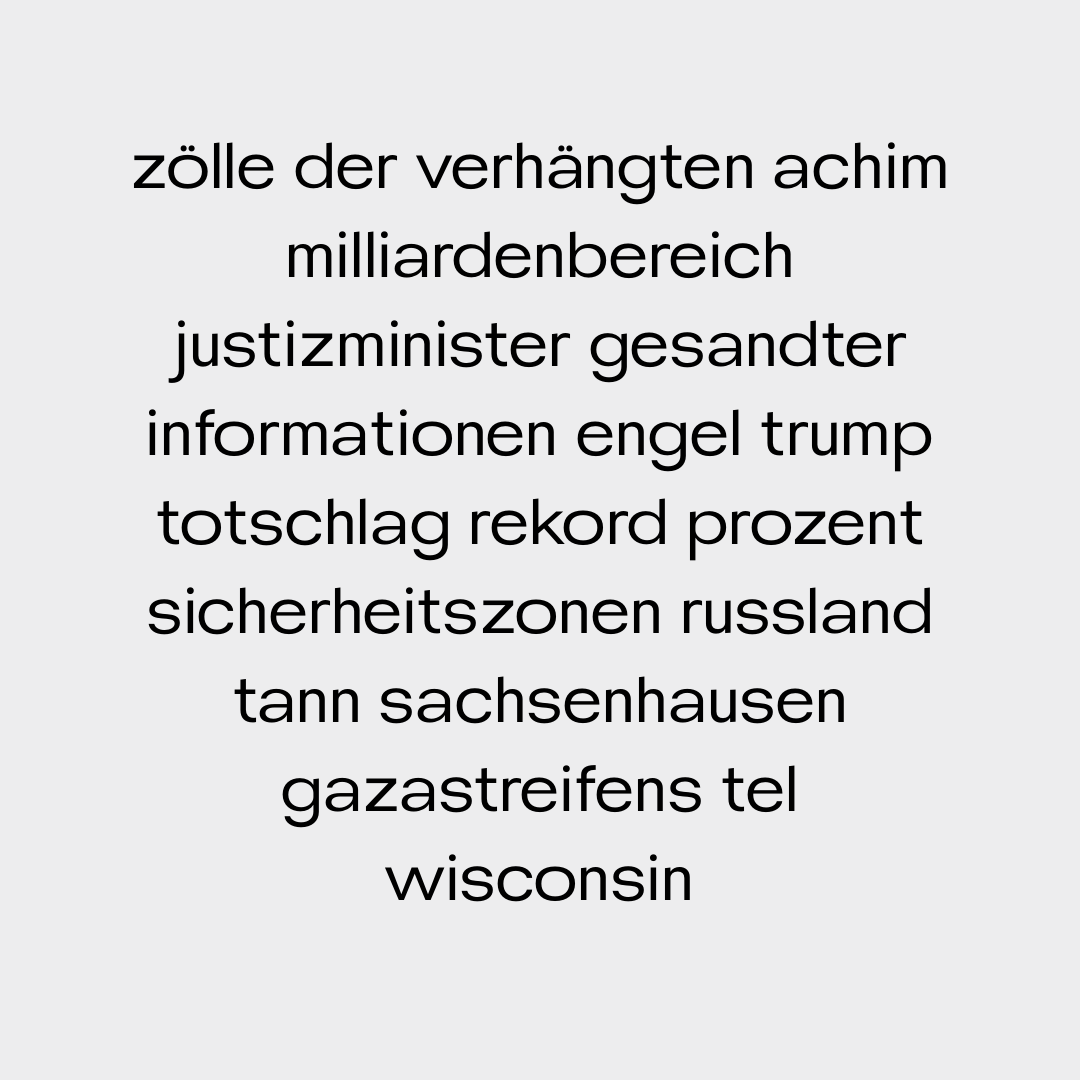 zölle der verhängten achim
milliardenbereich
justizminister gesandter
informationen engel trump
totschlag rekord prozent
sicherheitszonen russland
tann sachsenhausen
gazastreifens tel
wisconsin